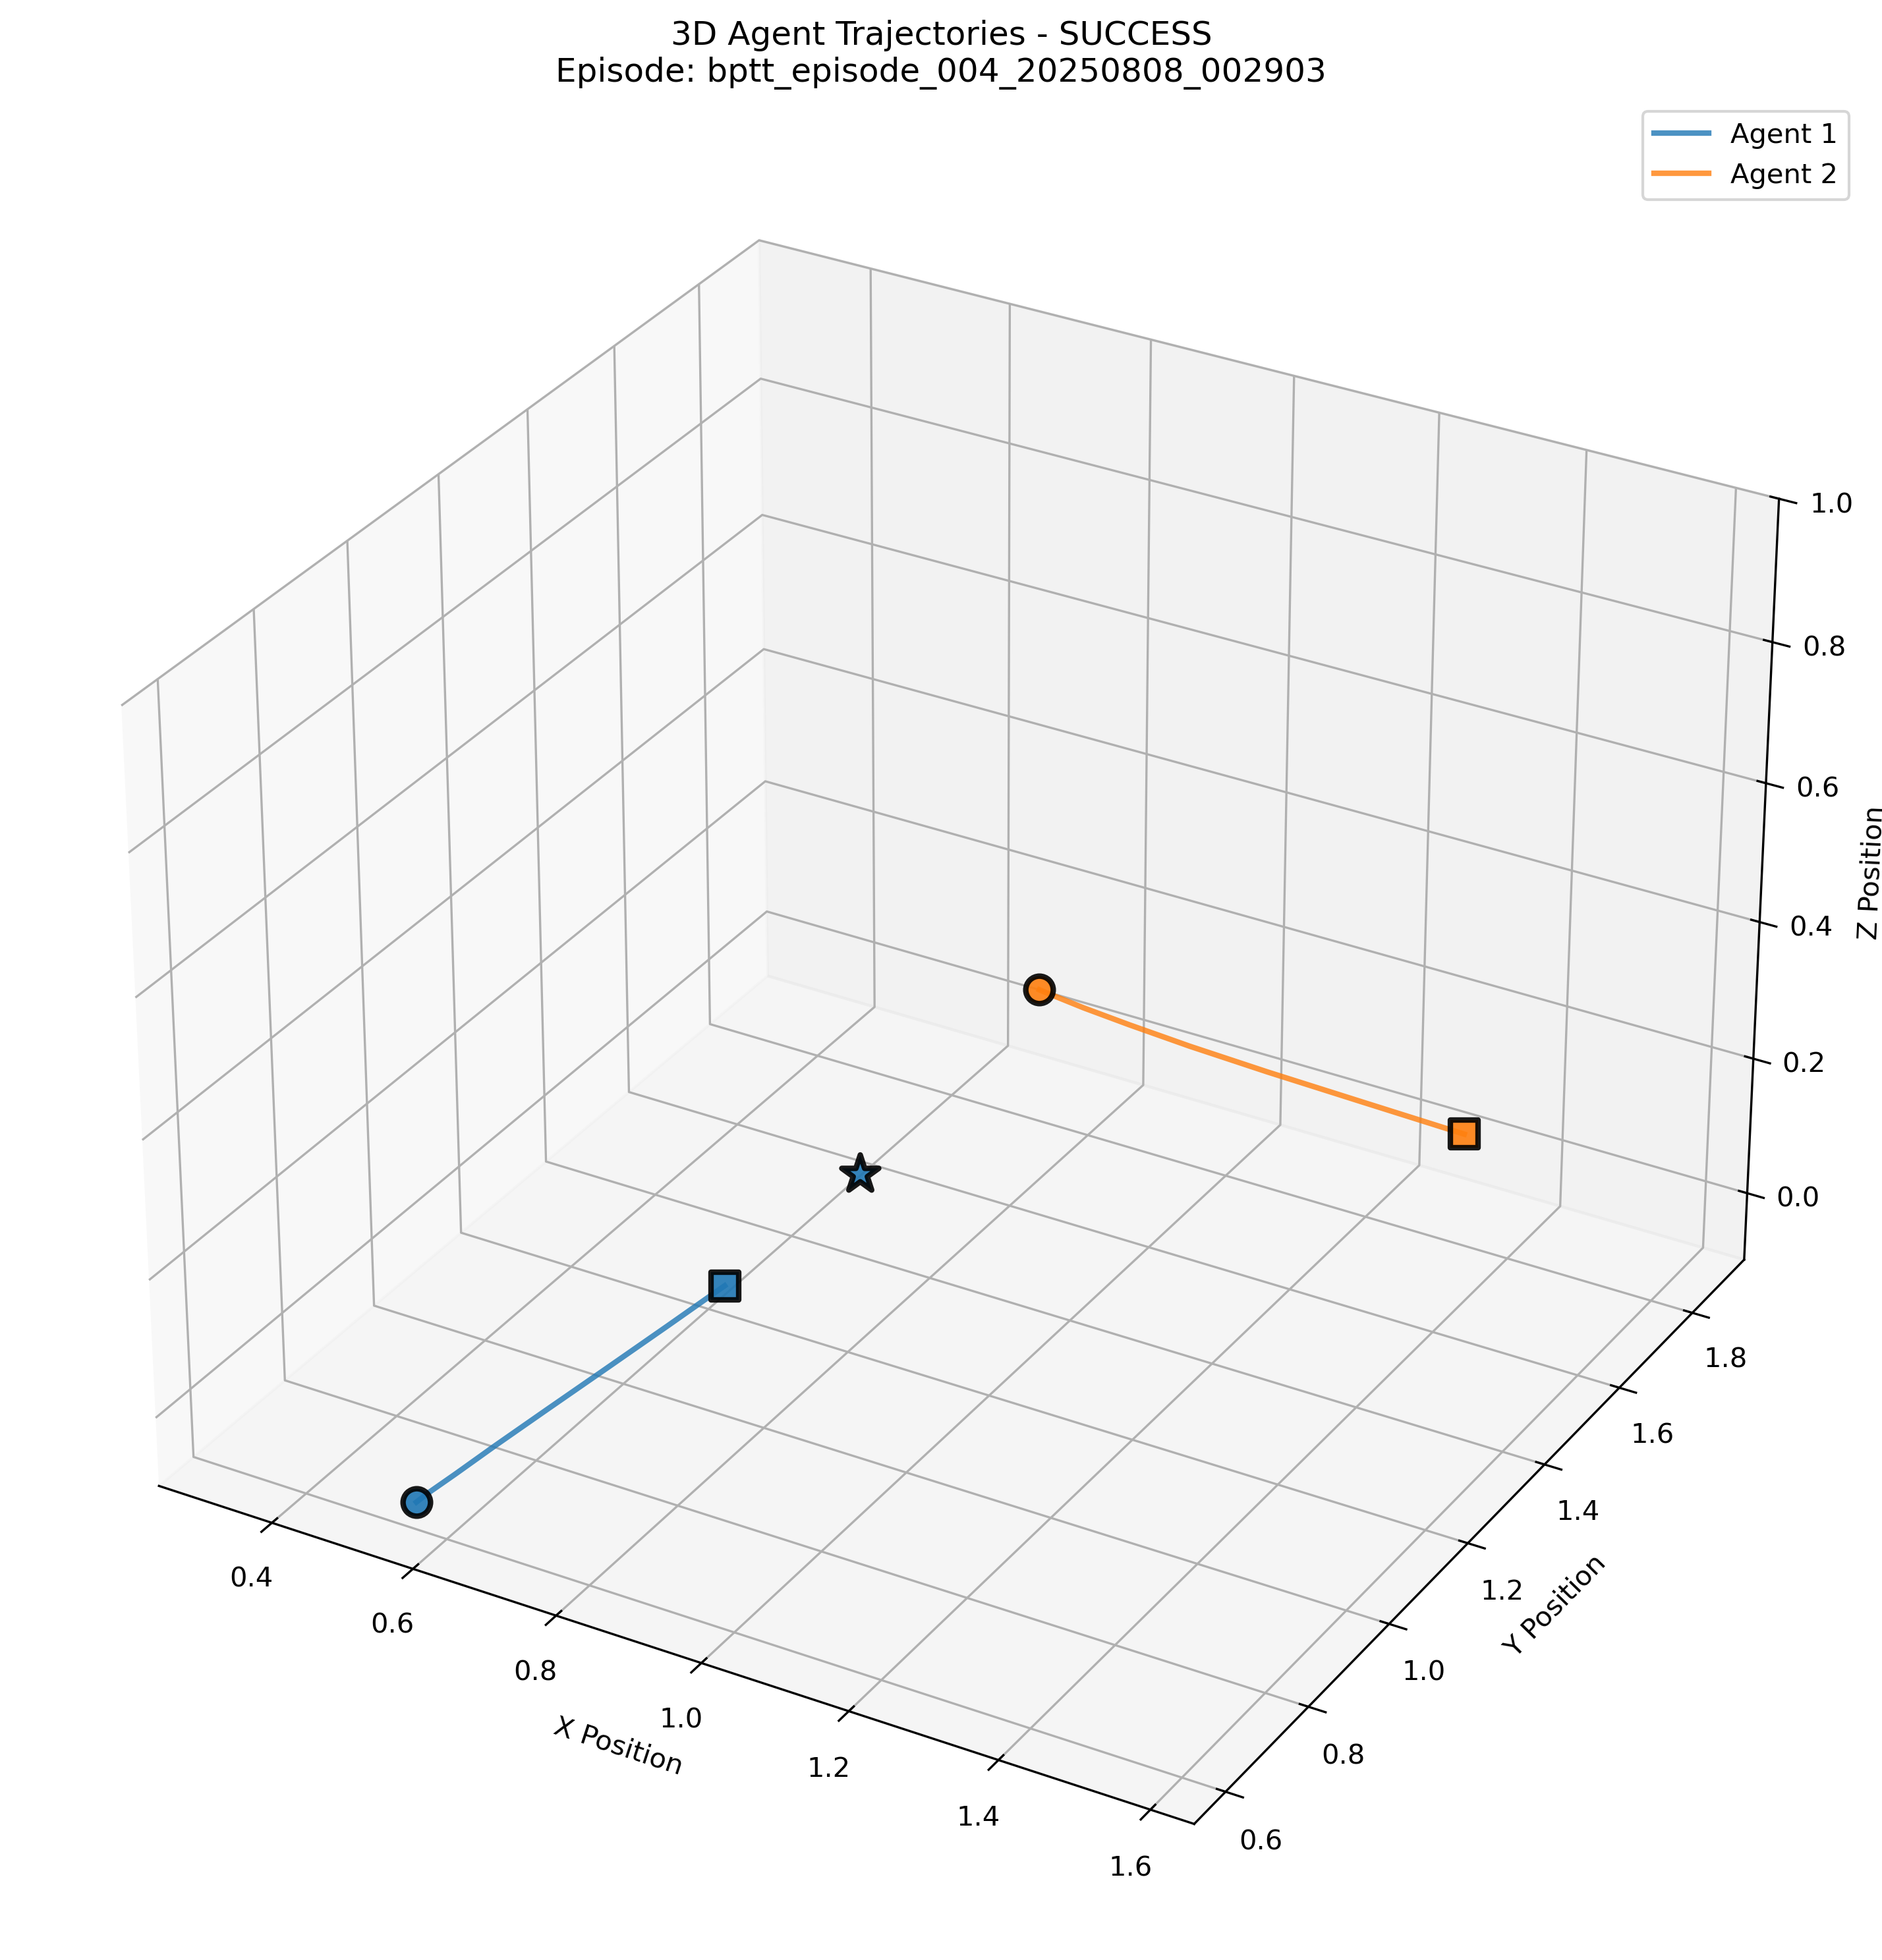 3D Agent Trajectories - SUCCESS
Episode: bptt_episode_004_20250808_002903
Agent 1
Agent 2
1.0
0.8
0.6
0.4
0.2
0.0
Z Position
1.8
1.6
1.4
1.2
1.0
0.8
0.6
Y Position
0.4
0.6
0.8
1.0
1.2
1.4
1.6
X Position